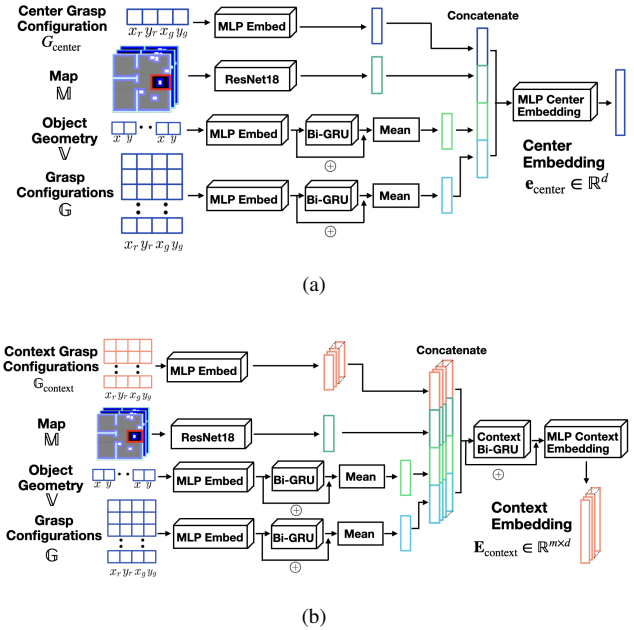 Center Grasp
Configuration
G_center
x_r y_r x_g y_g
MLP Embed
Concatenate
Map
𝕄
ResNet18
MLP Center
Embedding
Object
Geometry
𝕍
x y · · x y
MLP Embed
Bi-GRU
Mean
⊕
Center
Embedding
e_center ∈ ℝ^d
Grasp
Configurations
𝔾
x_r y_r x_g y_g
MLP Embed
Bi-GRU
Mean
⊕
(a)
Context Grasp
Configurations
𝔾_context
x_r y_r x_g y_g
MLP Embed
Concatenate
Map
𝕄
ResNet18
Context
Bi-GRU
⊕
MLP Context
Embedding
Object
Geometry
𝕍
x y · · x y
MLP Embed
Bi-GRU
Mean
⊕
Context
Embedding
E_context ∈ ℝ^{m×d}
Grasp
Configurations
𝔾
x_r y_r x_g y_g
MLP Embed
Bi-GRU
Mean
⊕
(b)